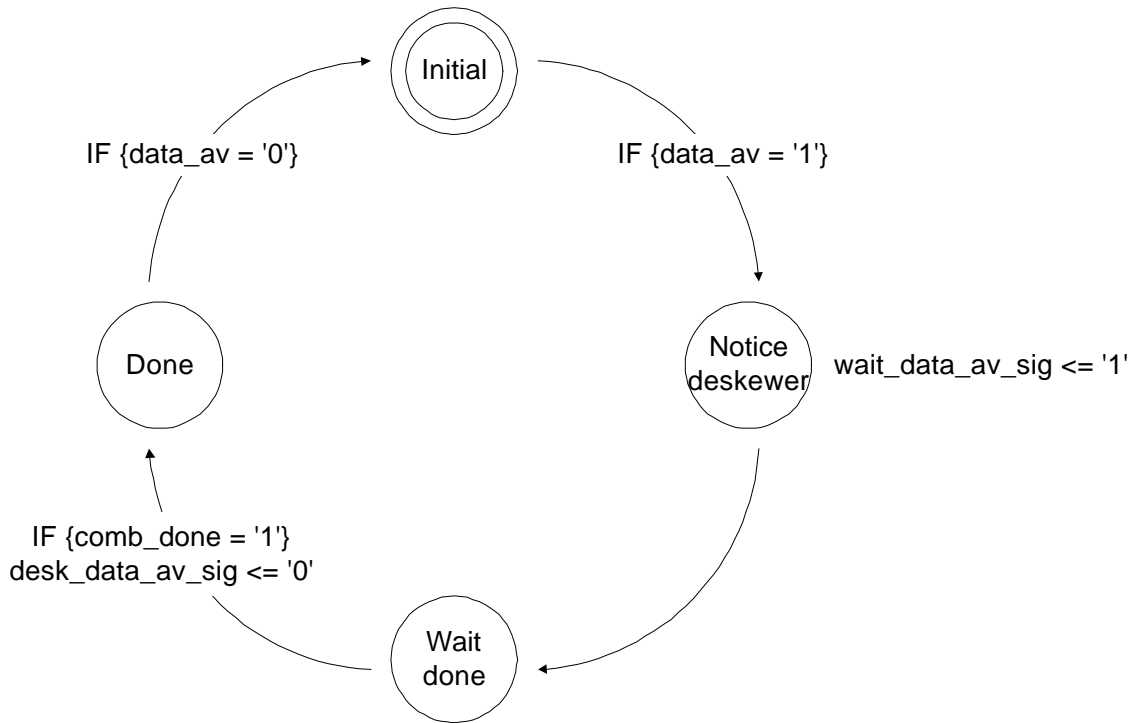 Initial
IF {data_av = '0'}
IF {data_av = '1'}
Done
Notice
deskewer
wait_data_av_sig <= '1'
IF {comb_done = '1'}
desk_data_av_sig <= '0'
Wait
done